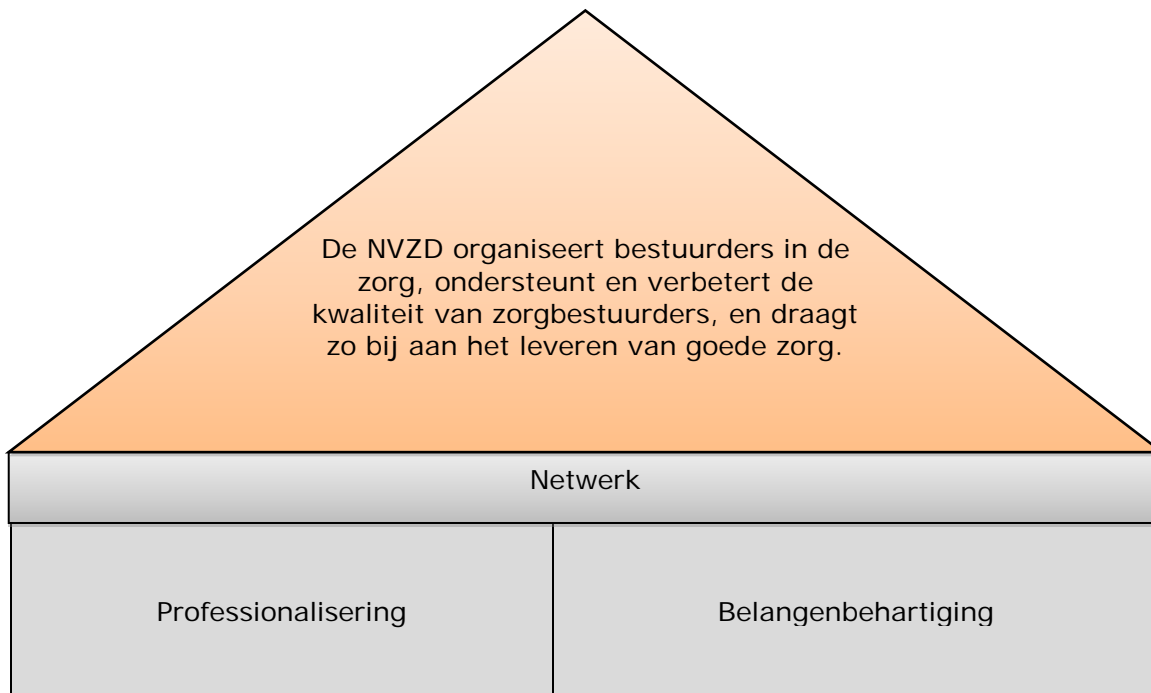 De NVZD organiseert bestuurders in de
zorg, ondersteunt en verbetert de
kwaliteit van zorgbestuurders, en draagt
zo bij aan het leveren van goede zorg.
Netwerk
Professionalisering
Belangenbehartiging